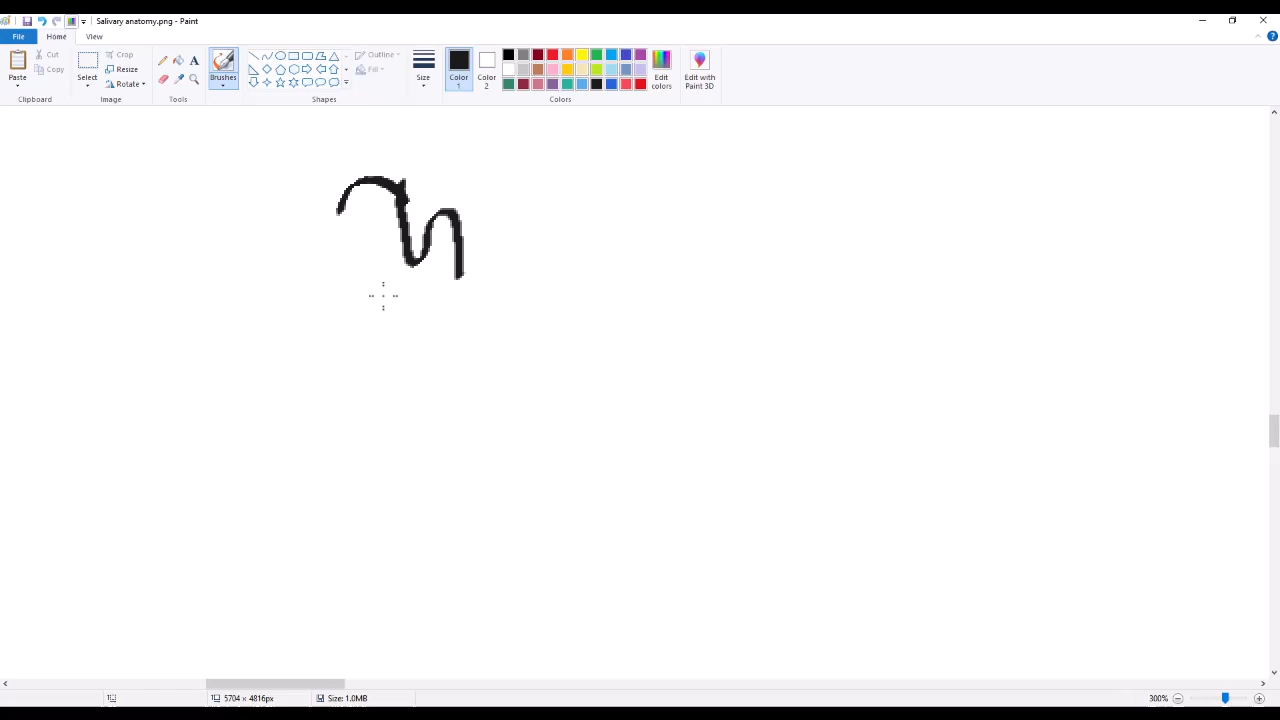 Salivary anatomy.png - Paint
File Home View
Paste
Clipboard
Cut
Copy
Select
Crop
Resize
Rotate
Image
A
Tools
Brushes
Outline
Fill
Shapes
Size
Color 1
Color 2
Edit colors
Colors
Edit with Paint 3D
5704 × 4816px
Size: 1.0MB
300%